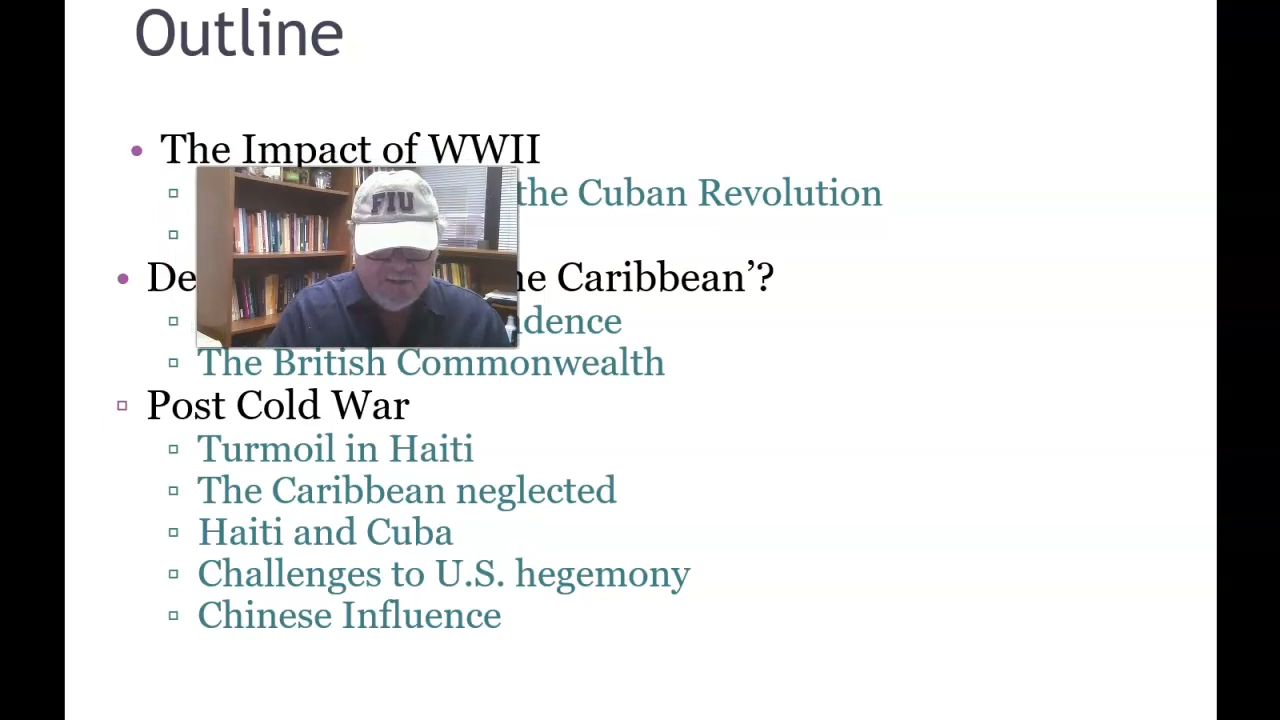 Outline
• The Impact of WWII
the Cuban Revolution
FIU
De he Caribbean’?
dence
▫ The British Commonwealth
▫ Post Cold War
▫ Turmoil in Haiti
▫ The Caribbean neglected
▫ Haiti and Cuba
▫ Challenges to U.S. hegemony
▫ Chinese Influence